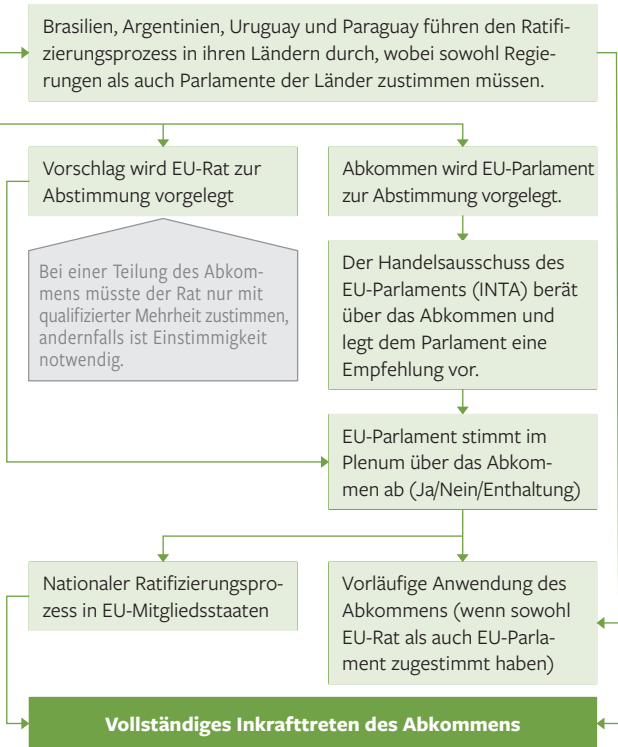 Brasilien, Argentinien, Uruguay und Paraguay führen den Ratifi-
zierungsprozess in ihren Ländern durch, wobei sowohl Regie-
rungen als auch Parlamente der Länder zustimmen müssen.
Vorschlag wird EU-Rat zur
Abstimmung vorgelegt
Bei einer Teilung des Abkom-
mens müsste der Rat nur mit
qualifizierter Mehrheit zustimmen,
andernfalls ist Einstimmigkeit
notwendig.
Abkommen wird EU-Parlament
zur Abstimmung vorgelegt.
Der Handelsausschuss des
EU-Parlaments (INTA) berät
über das Abkommen und
legt dem Parlament eine
Empfehlung vor.
EU-Parlament stimmt im
Plenum über das Abkom-
men ab (Ja/Nein/Enthaltung)
Nationaler Ratifizierungspro-
zess in EU-Mitgliedsstaaten
Vorläufige Anwendung des
Abkommens (wenn sowohl
EU-Rat als auch EU-Parla-
ment zugestimmt haben)
Vollständiges Inkrafttreten des Abkommens